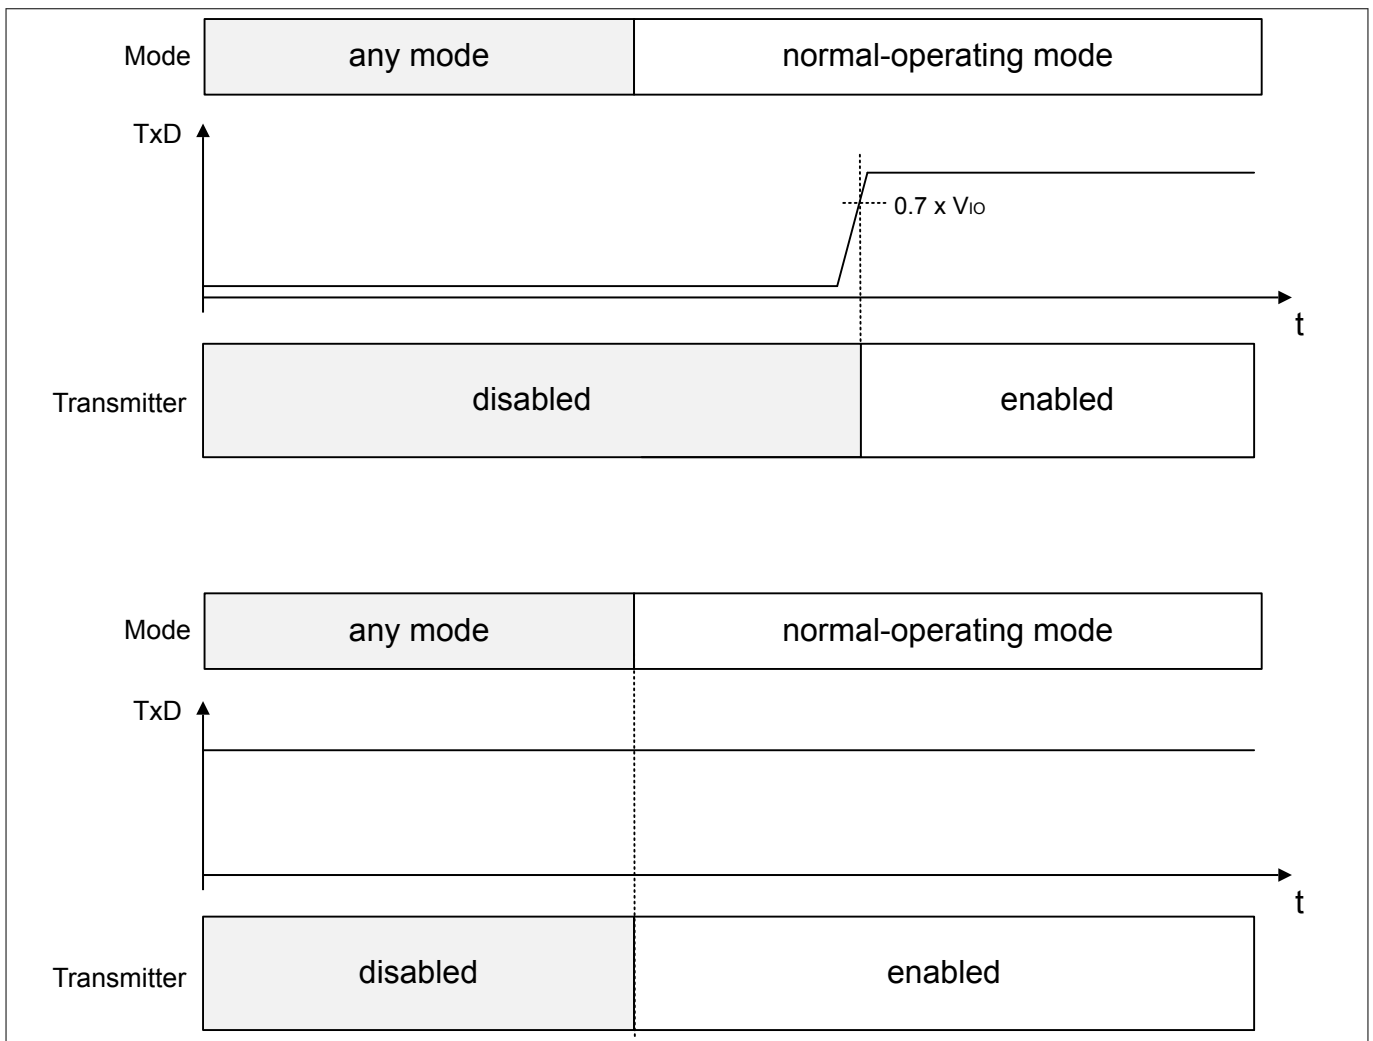 Mode any mode normal-operating mode
TxD
0.7 x VIO
t
Transmitter disabled enabled
Mode any mode normal-operating mode
TxD
t
Transmitter disabled enabled